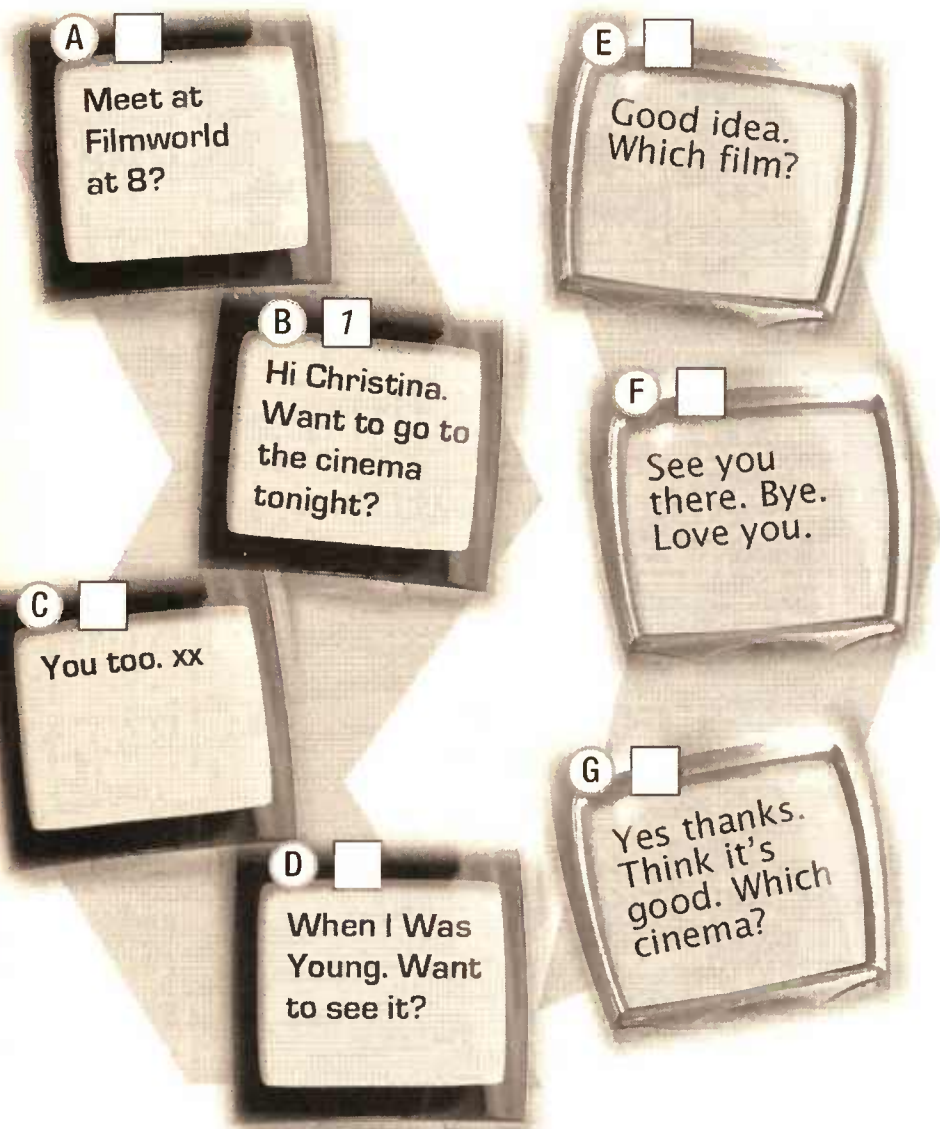 A
Meet at
Filmworld
at 8?
B 1
Hi Christina.
Want to go to
the cinema
tonight?
C
You too. xx
D
When I Was
Young. Want
to see it?
E
Good idea.
Which film?
F
See you
there. Bye.
Love you.
G
Yes thanks.
Think it's
good. Which
cinema?